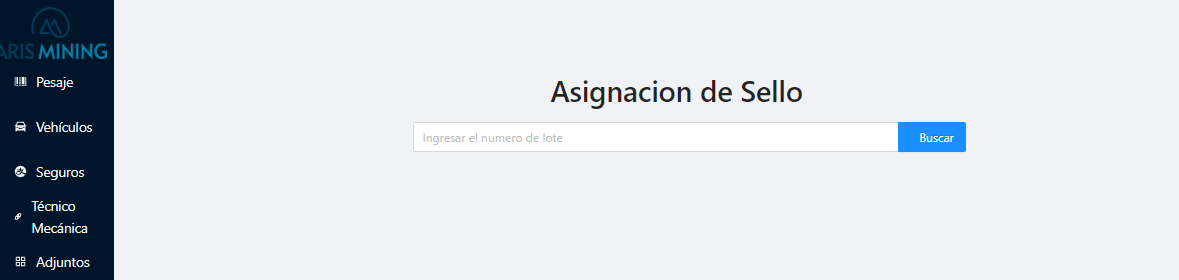 ARIS MINING
Pesaje
Vehículos
Seguros
Técnico
Mecánica
Adjuntos
Asignacion de Sello
Ingresar el numero de lote
Buscar